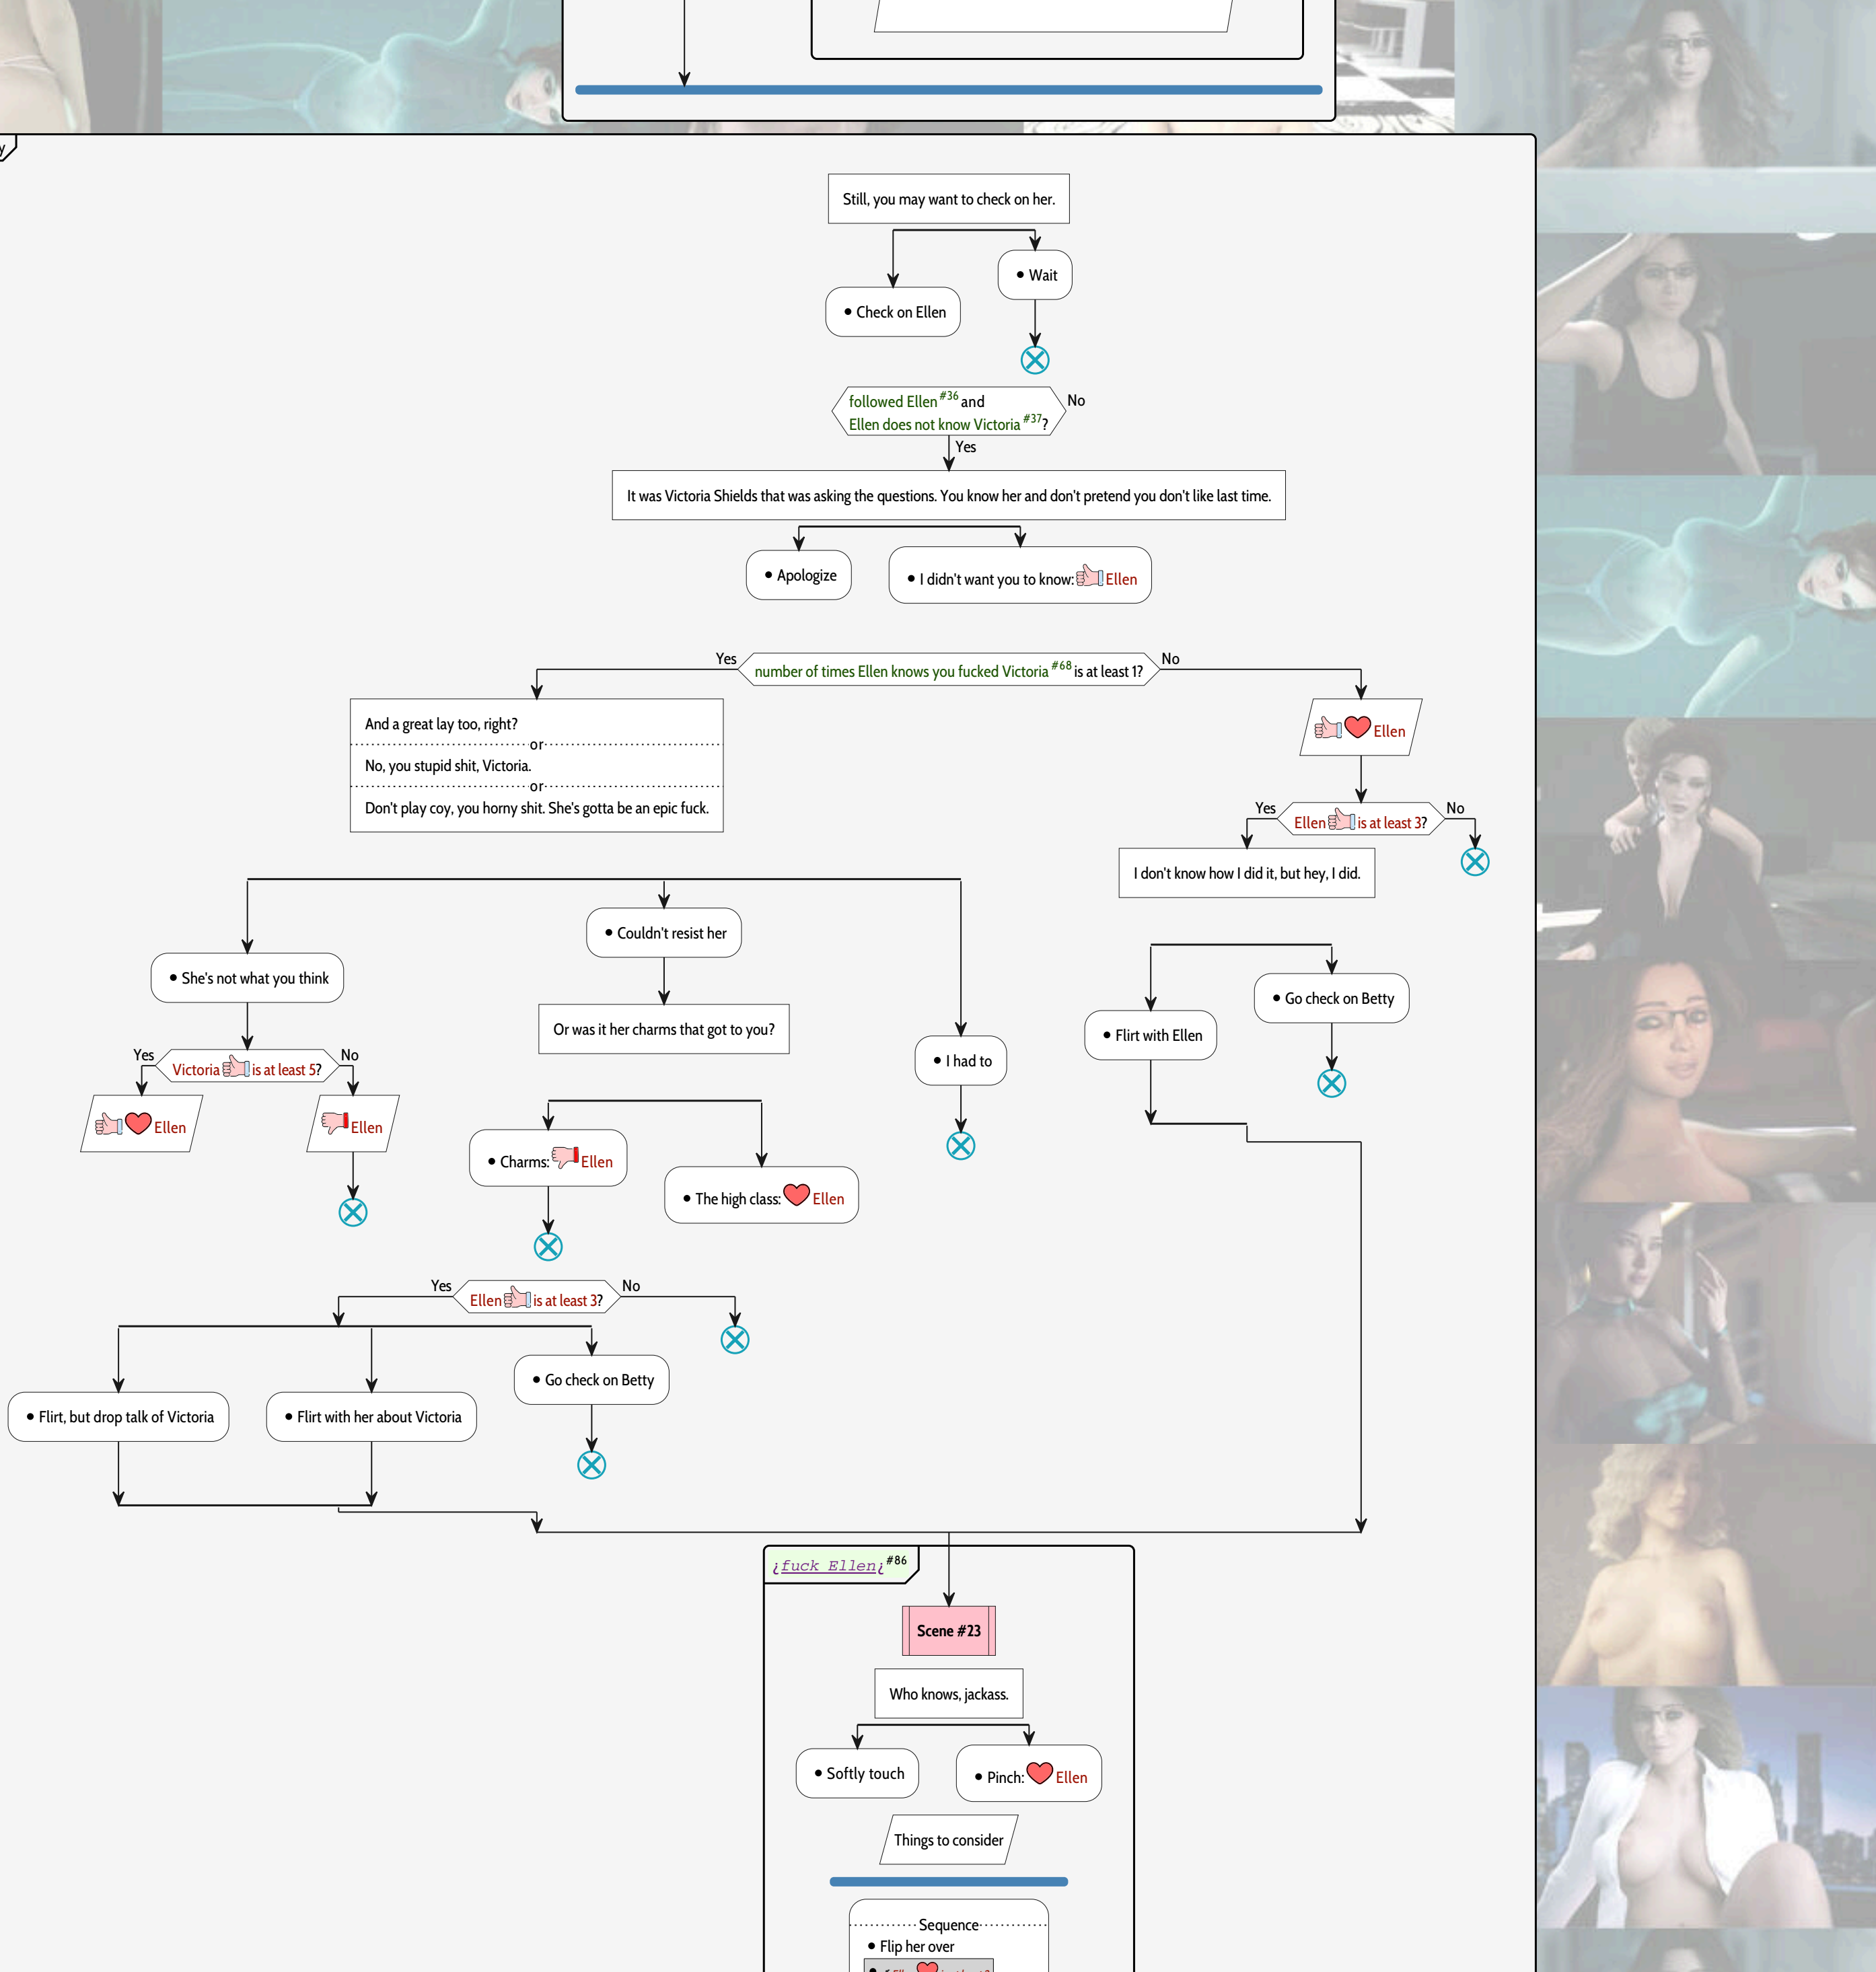 y
Still, you may want to check on her.
• Wait
• Check on Ellen
followed Ellen #36 and
No
Ellen does not know Victoria #37?
Yes
It was Victoria Shields that was asking the questions. You know her and don't pretend you don't like last time.
• Apologize
• I didn't want you to know: Ellen
Yes
number of times Ellen knows you fucked Victoria #68 is at least 1?
No
And a great lay too, right?
or
No, you stupid shit, Victoria.
or
Don't play coy, you horny shit. She's gotta be an epic fuck.
Ellen
Yes
Ellen is at least 3?
No
I don't know how I did it, but hey, I did.
• Couldn't resist her
• She's not what you think
Or was it her charms that got to you?
• I had to
• Go check on Betty
• Flirt with Ellen
Yes
Victoria is at least 5?
No
Ellen
Ellen
• Charms: Ellen
• The high class: Ellen
Yes
Ellen is at least 3?
No
• Go check on Betty
• Flirt, but drop talk of Victoria
• Flirt with her about Victoria
¿fuck Ellen¿ #86
Scene #23
Who knows, jackass.
• Softly touch
• Pinch: Ellen
Things to consider
Sequence
• Flip her over